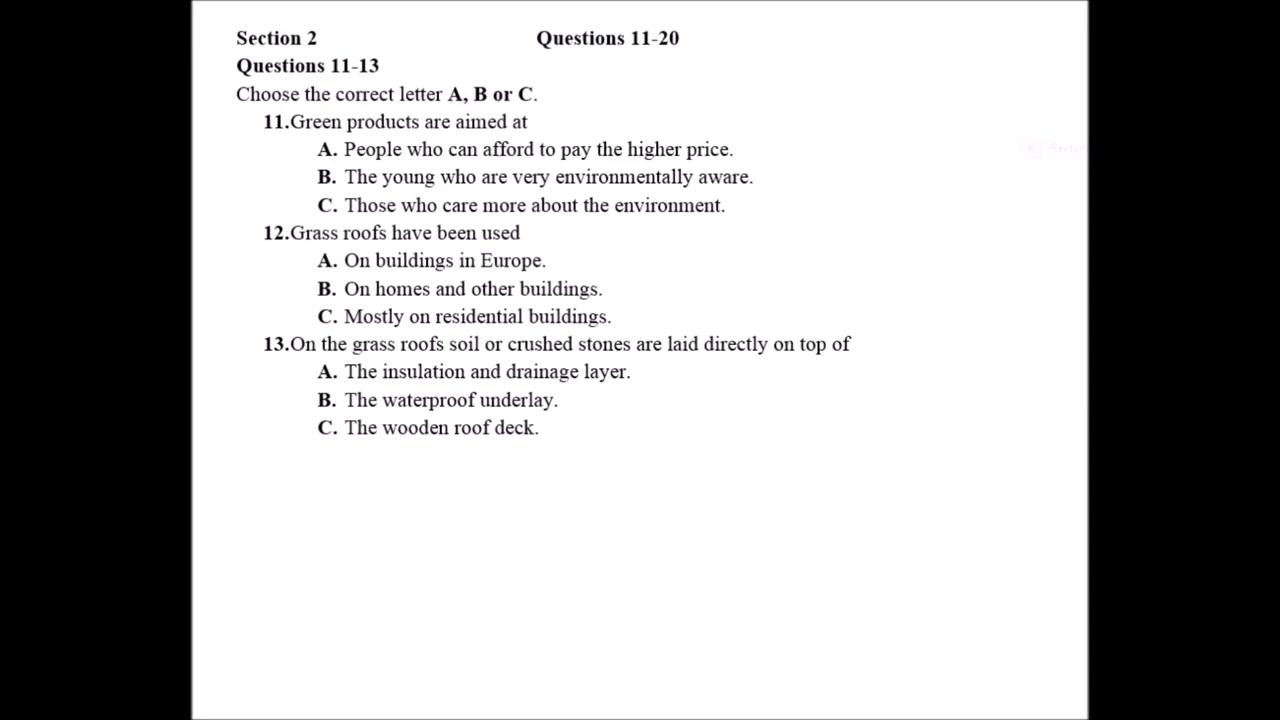 Section 2 Questions 11-20
Questions 11-13
Choose the correct letter A, B or C.
11.Green products are aimed at
A. People who can afford to pay the higher price.
B. The young who are very environmentally aware.
C. Those who care more about the environment.
12.Grass roofs have been used
A. On buildings in Europe.
B. On homes and other buildings.
C. Mostly on residential buildings.
13.On the grass roofs soil or crushed stones are laid directly on top of
A. The insulation and drainage layer.
B. The waterproof underlay.
C. The wooden roof deck.